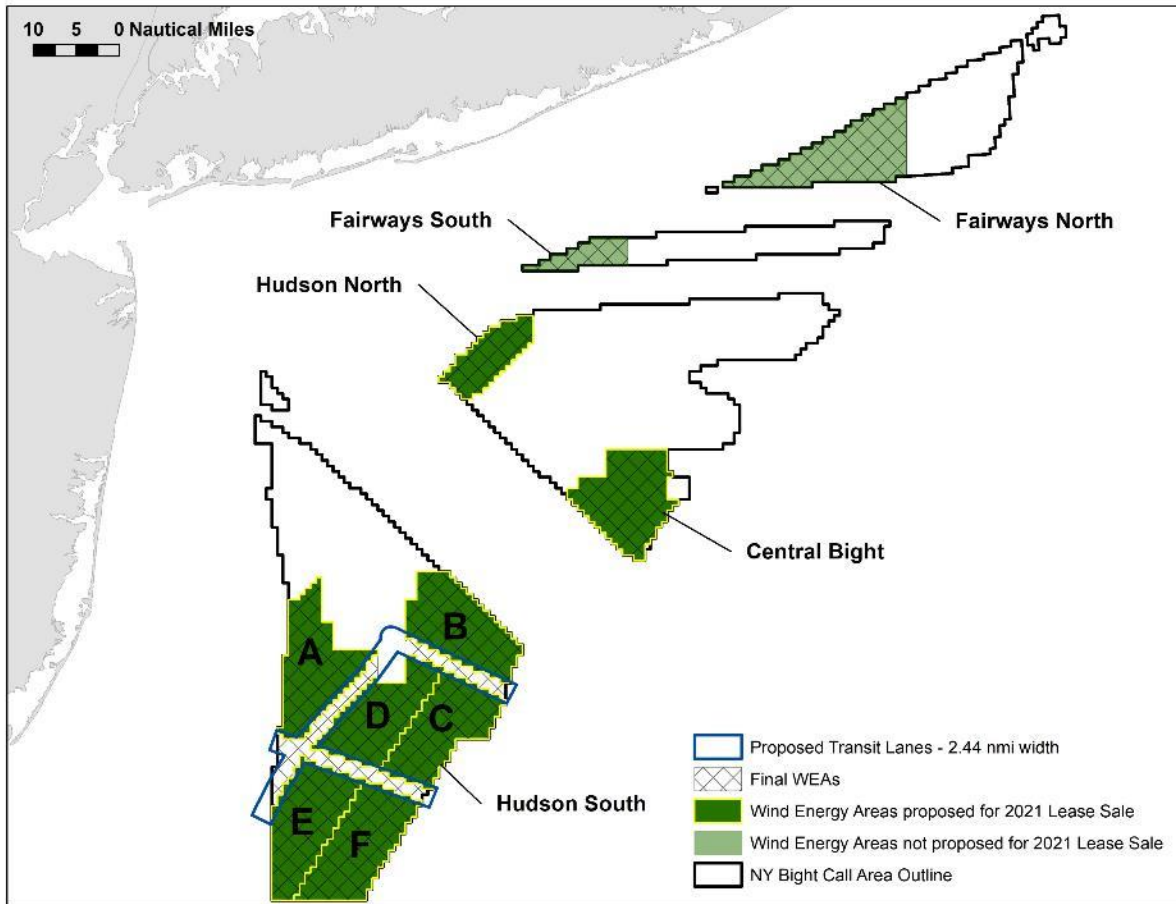 10 5 0 Nautical Miles
Fairways North
Fairways South
Hudson North
Central Bight
A
B
D
C
E
F
Hudson South
Proposed Transit Lanes - 2.44 nmi width
Final WEAs
Wind Energy Areas proposed for 2021 Lease Sale
Wind Energy Areas not proposed for 2021 Lease Sale
NY Bight Call Area Outline